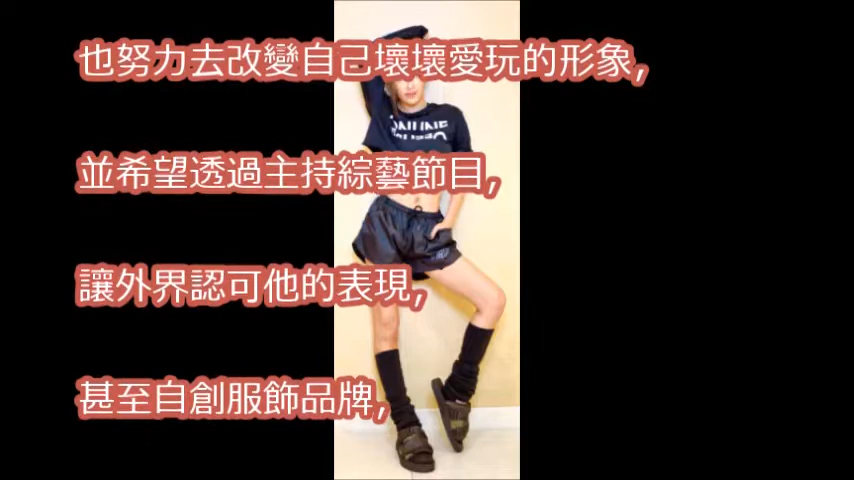 也努力去改變自己壞壞愛玩的形象,
並希望透過主持綜藝節目,
讓外界認可他的表現,
甚至自創服飾品牌,